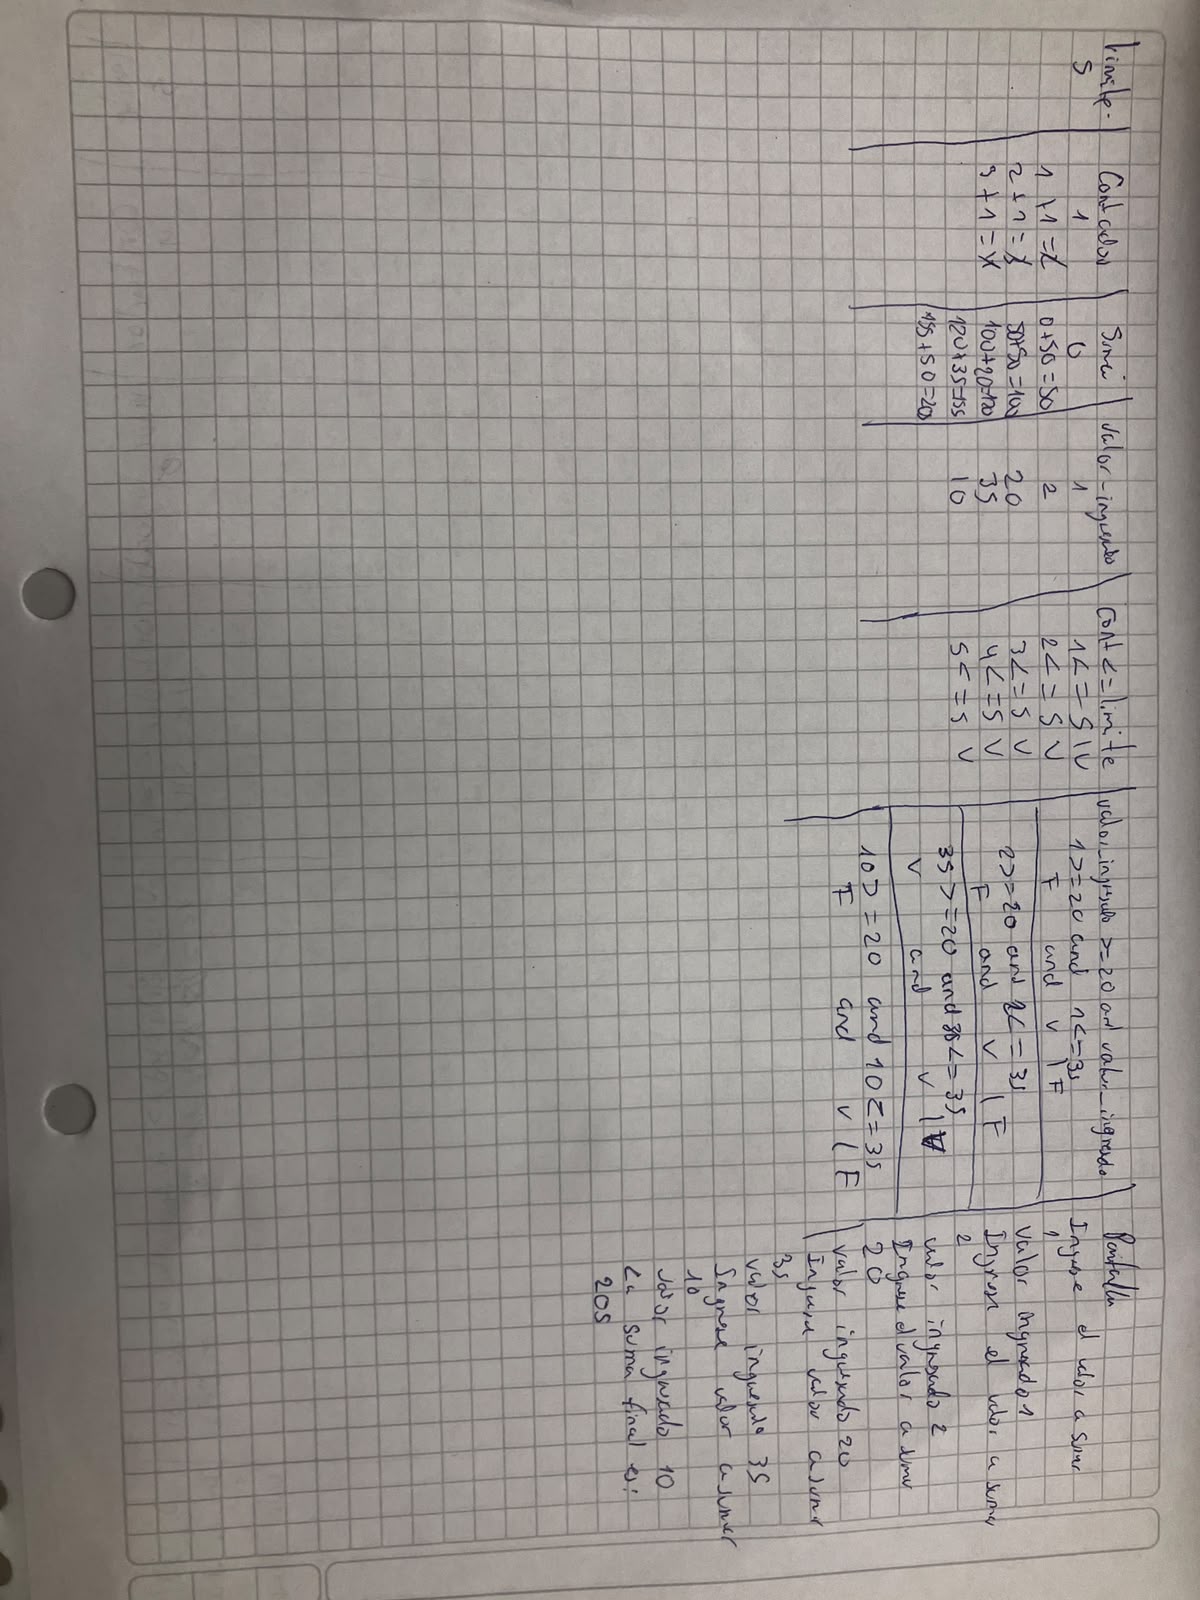 Limite.
5
Contador
1
1 + 1 = 2
2 + 1 = 3
3 + 1 = 4
Suma
0
0+50=50
50+50=100
100+20=120
120+35=155
155+50=205
valor_ingresado
1
2
20
35
10
Cont <= limite
1 <= 5 | V
2 <= 5 V
3 <= 5 V
4 <= 5 V
5 <= 5 V
valor_ingresado >= 20 and valor_ingresado
1 >= 20 and 1 <= 35
F and V | F
2 >= 20 and 2 <= 35
F and V | F
35 >= 20 and 35 <= 35
V and V | V
10 > = 20 and 10 <= 35
F and V | F
Pantalla
Ingrese el valor a sumar
1
Valor ingresado 1
Ingrese el valor a sumar
2
valor ingresado 2
Ingrese el valor a sumar
20
valor ingresado 20
Ingrese valor a sumar
35
valor ingresado 35
Ingrese valor a sumar
10
valor ingresado 10
La suma final es:
205